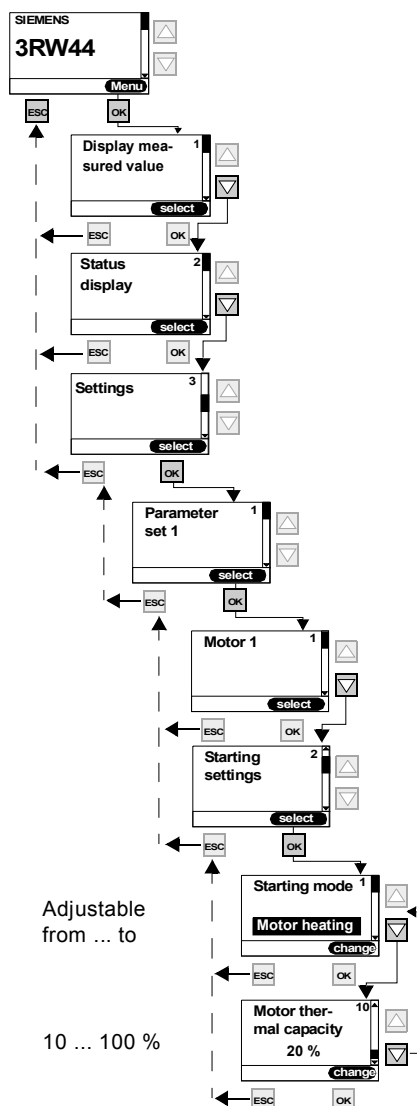 SIEMENS
3RW44
Menu
ESC
OK
Display mea-
sured value
1
select
ESC
OK
Status
display
2
select
ESC
OK
Settings
3
select
ESC
OK
Parameter
set 1
1
select
ESC
OK
Motor 1
1
select
ESC
OK
Starting
settings
2
select
ESC
OK
Adjustable
from ... to
Starting mode
1
Motor heating
change
ESC
OK
10 ... 100 %
Motor ther-
mal capacity
10
20 %
change
ESC
OK